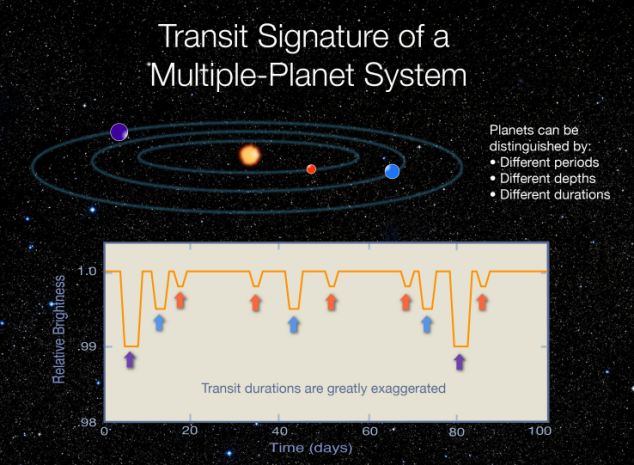 Transit Signature of a
Multiple-Planet System
Planets can be
distinguished by:
• Different periods
• Different depths
• Different durations
Relative Brightness
1.0
.99
.98
Transit durations are greatly exaggerated
0 20 40 60 80 100
Time (days)